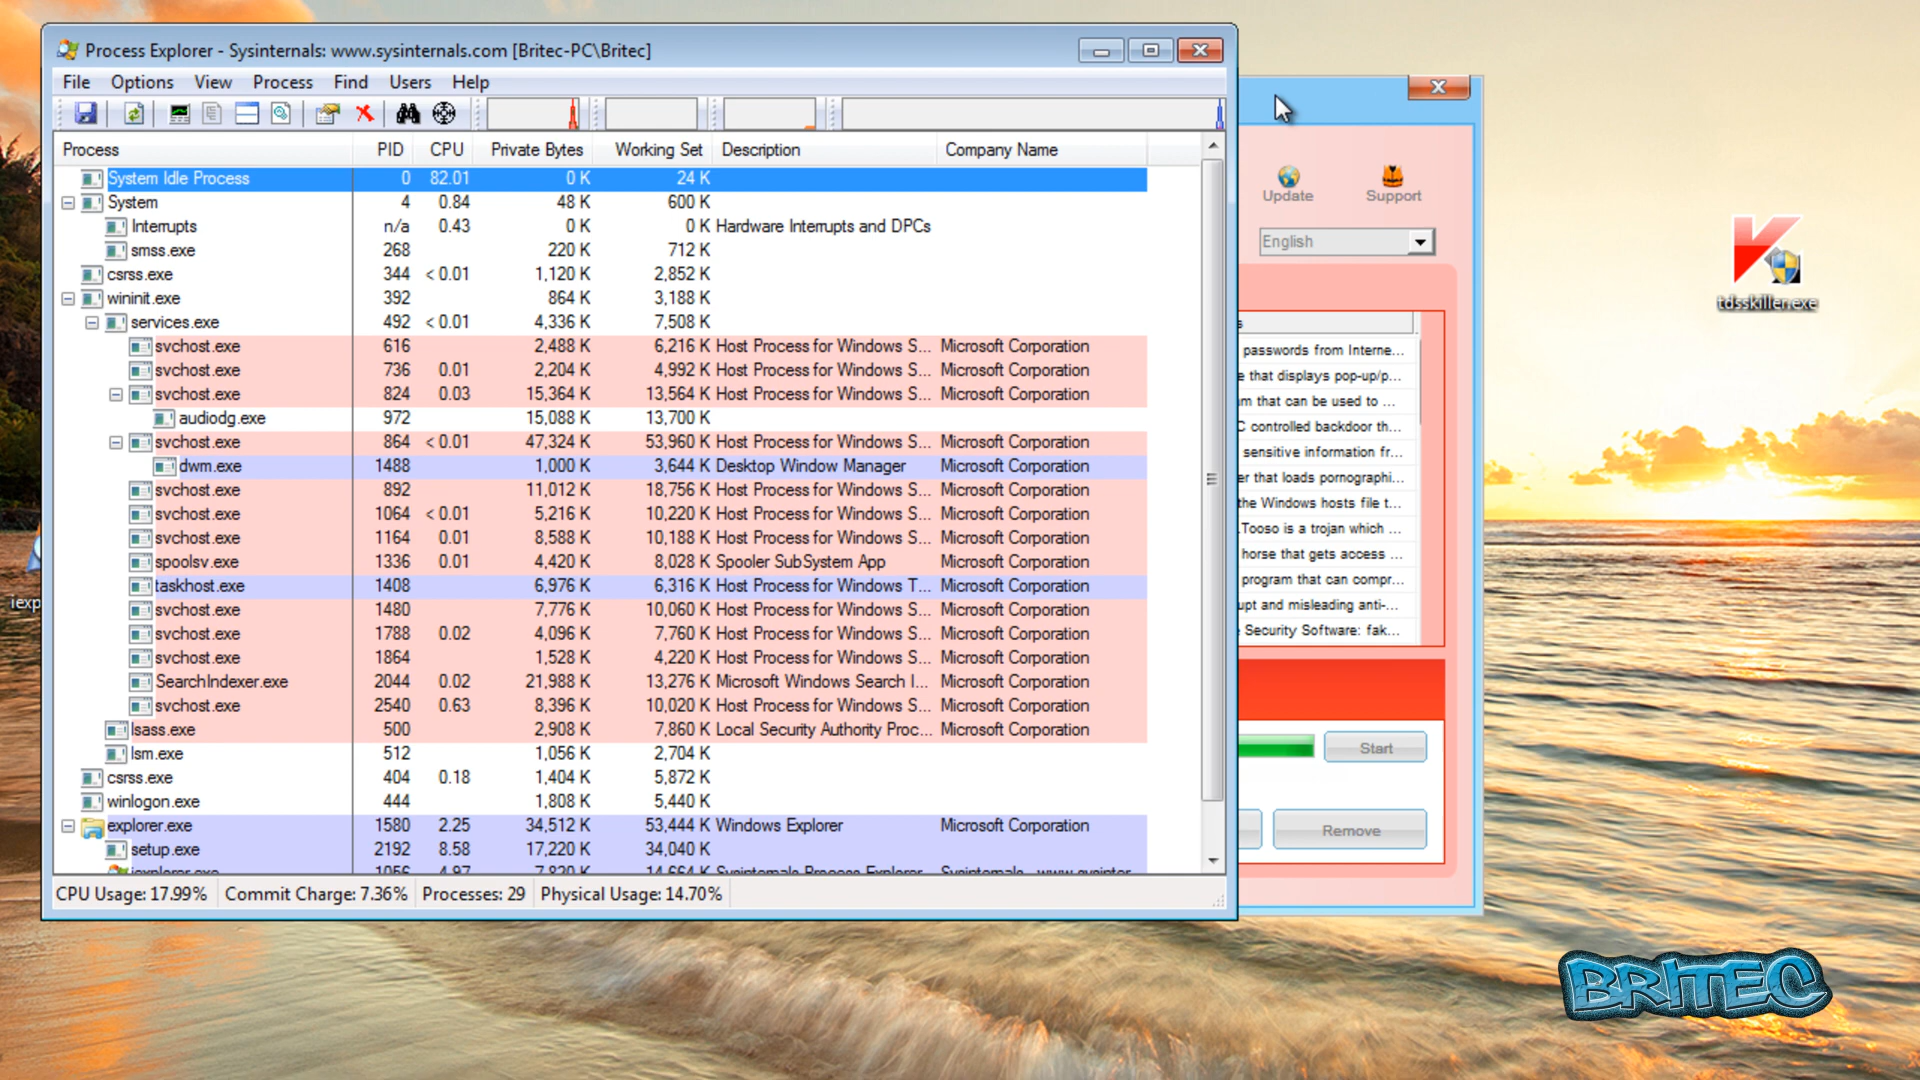 Process Explorer - Sysinternals: www.sysinternals.com [Britec-PC\Britec]
File Options View Process Find Users Help
Process PID CPU Private Bytes Working Set Description Company Name
System Idle Process 0 82.01 0 K 24 K
System 4 0.84 48 K 600 K
Interrupts n/a 0.43 0 K 0 K Hardware Interrupts and DPCs
smss.exe 268 220 K 712 K
csrss.exe 344 < 0.01 1,120 K 2,852 K
wininit.exe 392 864 K 3,188 K
services.exe 492 < 0.01 4,336 K 7,508 K
svchost.exe 616 2,488 K 6,216 K Host Process for Windows S... Microsoft Corporation
svchost.exe 736 0.01 2,204 K 4,992 K Host Process for Windows S... Microsoft Corporation
svchost.exe 824 0.03 15,364 K 13,564 K Host Process for Windows S... Microsoft Corporation
audiodg.exe 972 15,088 K 13,700 K
svchost.exe 864 < 0.01 47,324 K 53,960 K Host Process for Windows S... Microsoft Corporation
dwm.exe 1488 1,000 K 3,644 K Desktop Window Manager Microsoft Corporation
svchost.exe 892 11,012 K 18,756 K Host Process for Windows S... Microsoft Corporation
svchost.exe 1064 < 0.01 5,216 K 10,220 K Host Process for Windows S... Microsoft Corporation
svchost.exe 1164 0.01 8,588 K 10,188 K Host Process for Windows S... Microsoft Corporation
spoolsv.exe 1336 0.01 4,420 K 8,028 K Spooler SubSystem App Microsoft Corporation
taskhost.exe 1408 6,976 K 6,316 K Host Process for Windows T... Microsoft Corporation
svchost.exe 1480 7,776 K 10,060 K Host Process for Windows S... Microsoft Corporation
svchost.exe 1788 0.02 4,096 K 7,760 K Host Process for Windows S... Microsoft Corporation
svchost.exe 1864 1,528 K 4,220 K Host Process for Windows S... Microsoft Corporation
SearchIndexer.exe 2044 0.02 21,988 K 13,276 K Microsoft Windows Search I... Microsoft Corporation
svchost.exe 2540 0.63 8,396 K 10,020 K Host Process for Windows S... Microsoft Corporation
lsass.exe 500 2,908 K 7,860 K Local Security Authority Proc... Microsoft Corporation
lsm.exe 512 1,056 K 2,704 K
csrss.exe 404 0.18 1,404 K 5,872 K
winlogon.exe 444 1,808 K 5,440 K
explorer.exe 1580 2.25 34,512 K 53,444 K Windows Explorer Microsoft Corporation
setup.exe 2192 8.58 17,220 K 34,040 K
iexplorer.exe 1056 4.97 7,820 K 14,664 K Sysinternals Process Explorer Sysinternals - www.sysinter...
CPU Usage: 17.99% Commit Charge: 7.36% Processes: 29 Physical Usage: 14.70%
Update Support
English
s
passwords from Interne...
e that displays pop-up/p...
m that can be used to ...
C controlled backdoor th...
sensitive information fr...
er that loads pornographi...
the Windows hosts file t...
.Tooso is a trojan which ...
horse that gets access ...
program that can compr...
upt and misleading anti-...
Security Software: fak...
Start
Remove
tdsskiller.exe
iexp
BRITEC